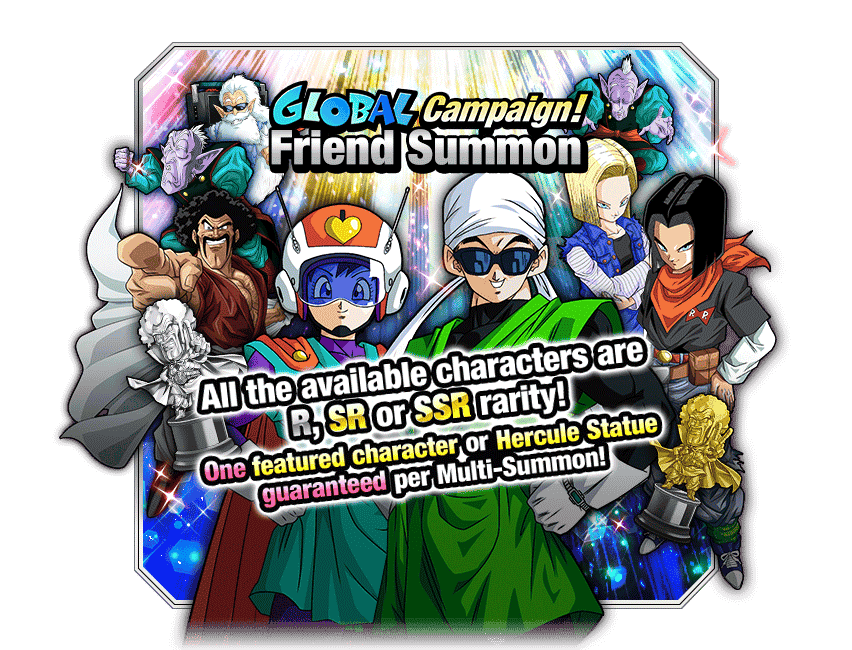 GLOBAL Campaign!
Friend Summon
All the available characters are
R, SR or SSR rarity!
One featured character or Hercule Statue
guaranteed per Multi-Summon!
R R